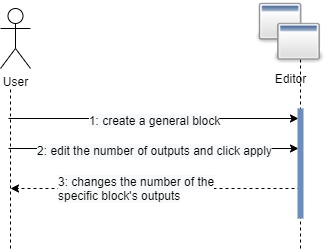 User
Editor
1: create a general block
2: edit the number of outputs and click apply
3: changes the number of the
specific block's outputs